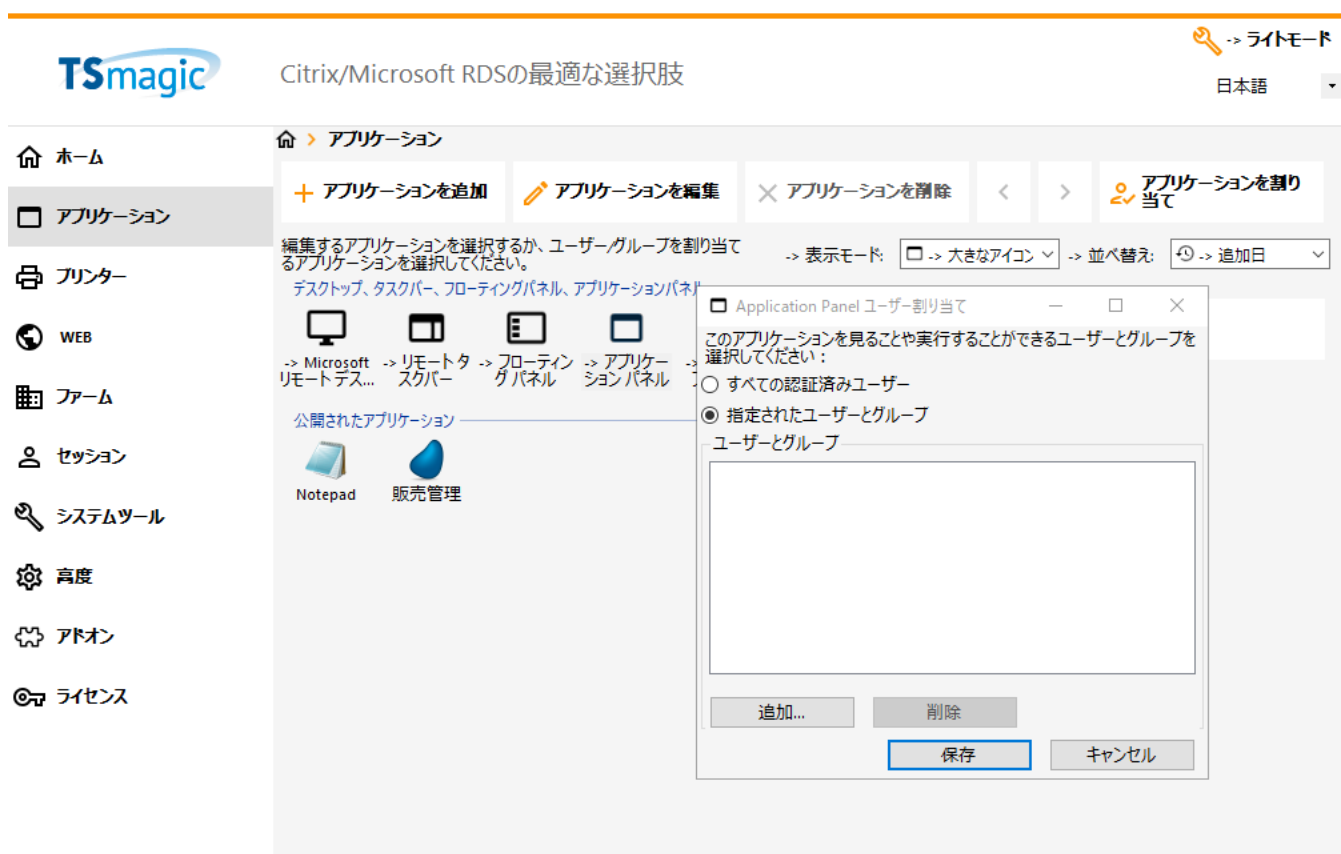 -> ライトモード
TSmagic
Citrix/Microsoft RDSの最適な選択肢
日本語
ホーム
アプリケーション
プリンター
WEB
ファーム
セッション
システムツール
高度
アドオン
ライセンス
アプリケーション
アプリケーションを追加
アプリケーションを編集
アプリケーションを削除
<
>
アプリケーションを割り
当て
編集するアプリケーションを選択するか、ユーザー/グループを割り当て
るアプリケーションを選択してください。
-> 表示モード:
-> 大きなアイコン
-> 並べ替え:
-> 追加日
デスクトップ、タスクバー、フローティングパネル、アプリケーションパネル
-> Microsoft
リモートデス...
-> リモートタ
スクバー
-> フローティン
グ パネル
-> アプリケー
ション パネル
->
公開されたアプリケーション
Notepad
販売管理
Application Panel ユーザー割り当て
このアプリケーションを見ることや実行することができるユーザーとグループを
選択してください：
すべての認証済みユーザー
指定されたユーザーとグループ
ユーザーとグループ
追加...
削除
保存
キャンセル